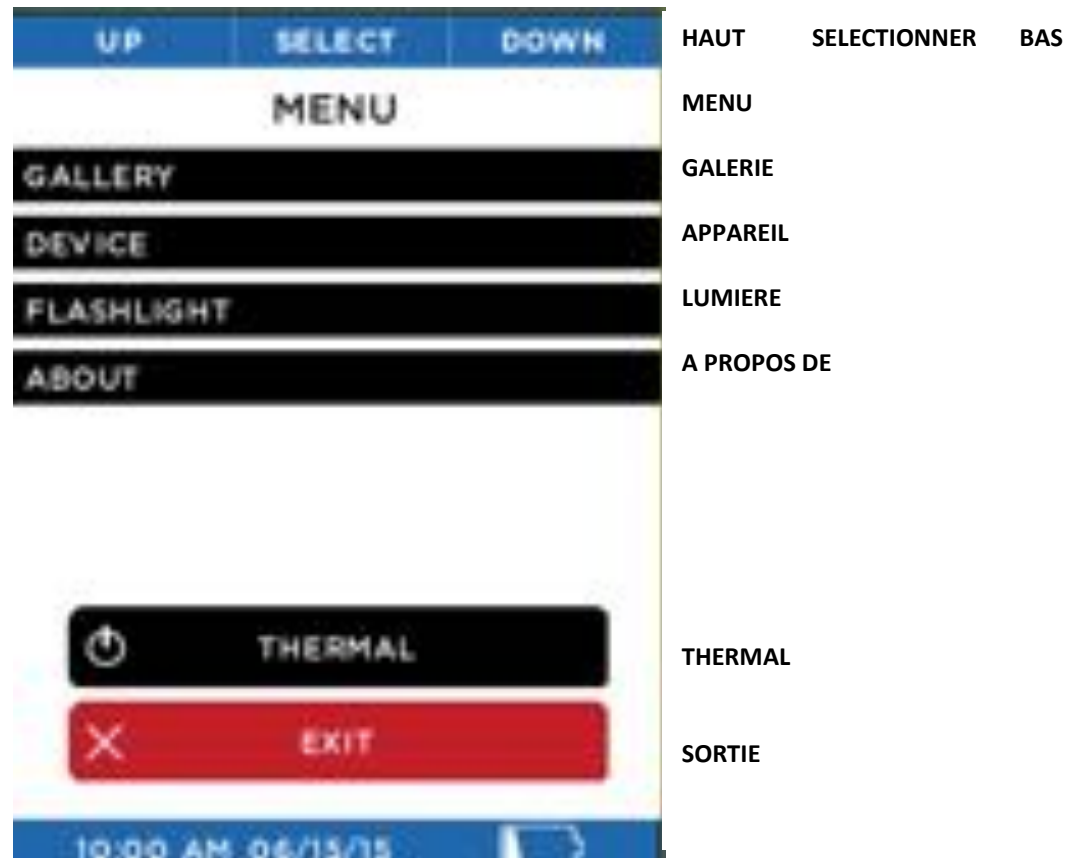 UP SELECT DOWN HAUT SELECTIONNER BAS
MENU MENU
GALLERY GALERIE
DEVICE APPAREIL
FLASHLIGHT LUMIERE
ABOUT A PROPOS DE
THERMAL THERMAL
EXIT SORTIE
10:00 AM 06/15/15